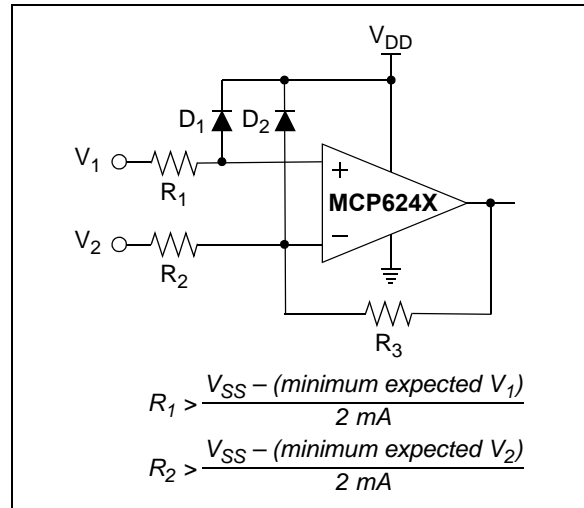 V_DD
D_1 D_2
V_1
R_1
+
MCP624X
V_2
R_2
–
R_3
R_1 > V_SS – (minimum expected V_1)
2 mA
R_2 > V_SS – (minimum expected V_2)
2 mA